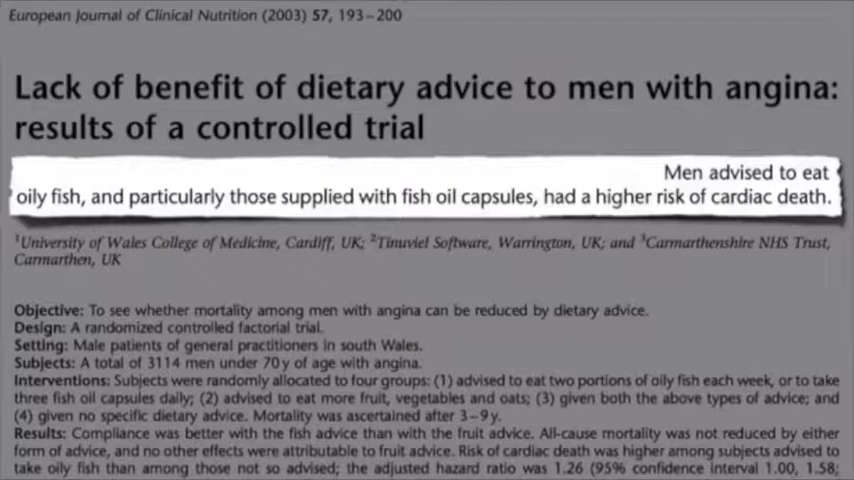 European Journal of Clinical Nutrition (2003) 57, 193–200
Lack of benefit of dietary advice to men with angina:
results of a controlled trial
Men advised to eat
oily fish, and particularly those supplied with fish oil capsules, had a higher risk of cardiac death.
¹University of Wales College of Medicine, Cardiff, UK; ²Tinuviel Software, Warrington, UK; and ³Carmarthenshire NHS Trust,
Carmarthen, UK
Objective: To see whether mortality among men with angina can be reduced by dietary advice.
Design: A randomized controlled factorial trial.
Setting: Male patients of general practitioners in south Wales.
Subjects: A total of 3114 men under 70 y of age with angina.
Interventions: Subjects were randomly allocated to four groups: (1) advised to eat two portions of oily fish each week, or to take
three fish oil capsules daily; (2) advised to eat more fruit, vegetables and oats; (3) given both the above types of advice; and
(4) given no specific dietary advice. Mortality was ascertained after 3–9 y.
Results: Compliance was better with the fish advice than with the fruit advice. All-cause mortality was not reduced by either
form of advice, and no other effects were attributable to fruit advice. Risk of cardiac death was higher among subjects advised to
take oily fish than among those not so advised; the adjusted hazard ratio was 1.26 (95% confidence interval 1.00, 1.58;